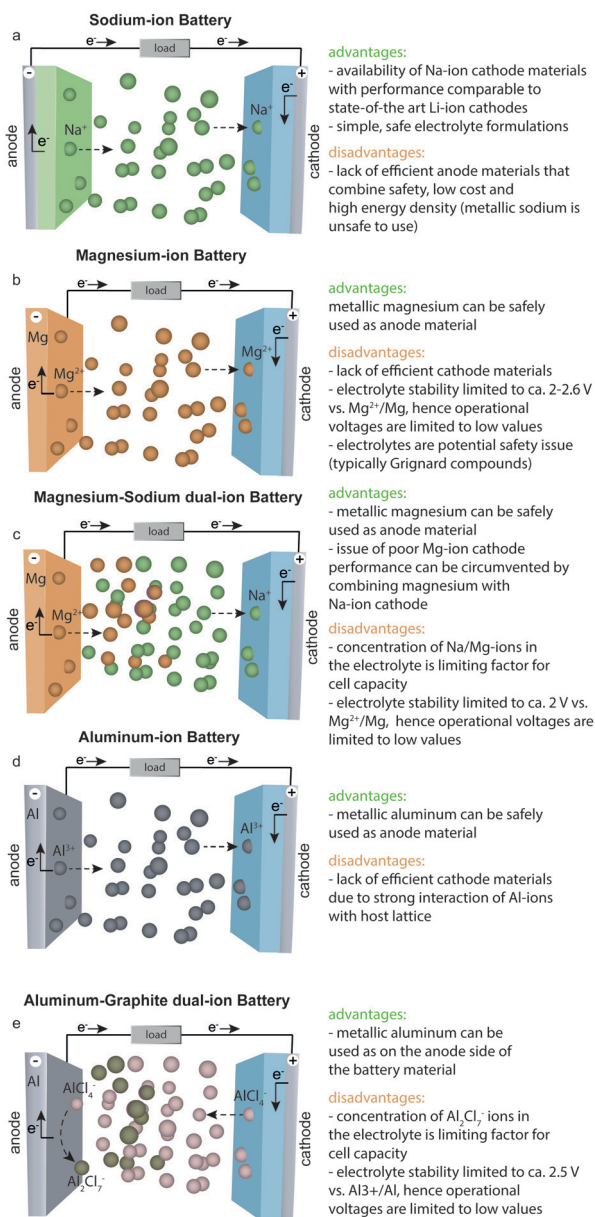 Sodium-ion Battery
a
e⁻
load
e⁻
-
+
Na⁺
e⁻
anode
Na⁺
e⁻
cathode
advantages:
- availability of Na-ion cathode materials
with performance comparable to
state-of-the art Li-ion cathodes
- simple, safe electrolyte formulations
disadvantages:
- lack of efficient anode materials that
combine safety, low cost and
high energy density (metallic sodium is
unsafe to use)
Magnesium-ion Battery
b
e⁻
load
e⁻
-
+
Mg
Mg²⁺
e⁻
anode
Mg²⁺
e⁻
cathode
advantages:
metallic magnesium can be safely
used as anode material
disadvantages:
- lack of efficient cathode materials
- electrolyte stability limited to ca. 2-2.6 V
vs. Mg²⁺/Mg, hence operational
voltages are limited to low values
- electrolytes are potential safety issue
(typically Grignard compounds)
Magnesium-Sodium dual-ion Battery
c
e⁻
load
e⁻
-
+
Mg
Mg²⁺
e⁻
anode
Na⁺
e⁻
cathode
advantages:
- metallic magnesium can be safely
used as anode material
- issue of poor Mg-ion cathode
performance can be circumvented by
combining magnesium with
Na-ion cathode
disadvantages:
- concentration of Na/Mg-ions in
the electrolyte is limiting factor for
cell capacity
- electrolyte stability limited to ca. 2 V vs.
Mg²⁺/Mg, hence operational voltages are
limited to low values
Aluminum-ion Battery
d
e⁻
load
e⁻
-
+
Al
Al³⁺
e⁻
anode
Al³⁺
e⁻
cathode
advantages:
- metallic aluminum can be safely
used as anode material
disadvantages:
- lack of efficient cathode materials
due to strong interaction of Al-ions
with host lattice
Aluminum-Graphite dual-ion Battery
e
e⁻
load
e⁻
-
+
Al
AlCl₄⁻
e⁻
Al₂Cl₇⁻
anode
AlCl₄⁻
e⁻
cathode
advantages:
- metallic aluminum can be
used as on the anode side of
the battery material
disadvantages:
- concentration of Al₂Cl₇⁻ ions in
the electrolyte is limiting factor for
cell capacity
- electrolyte stability limited to ca. 2.5 V
vs. Al3+/Al, hence operational
voltages are limited to low values